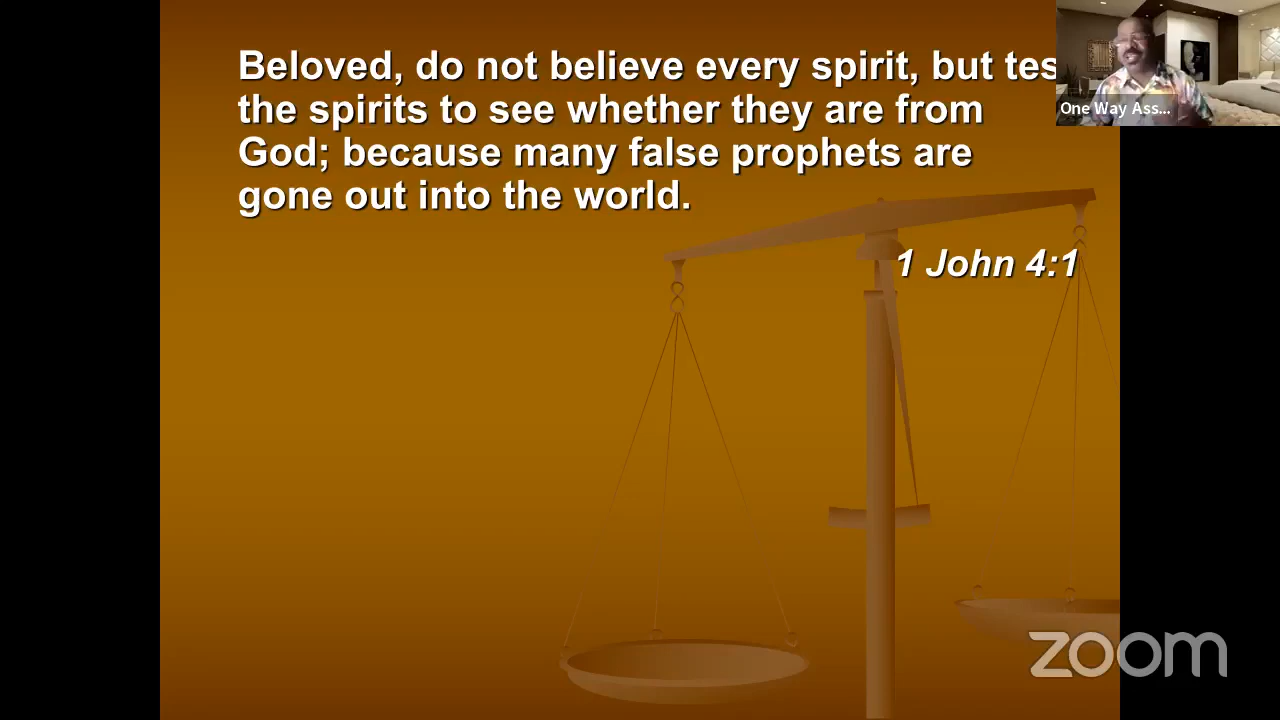 Beloved, do not believe every spirit, but tes
the spirits to see whether they are from
God; because many false prophets are
gone out into the world.
1 John 4:1
One Way Ass...
zoom